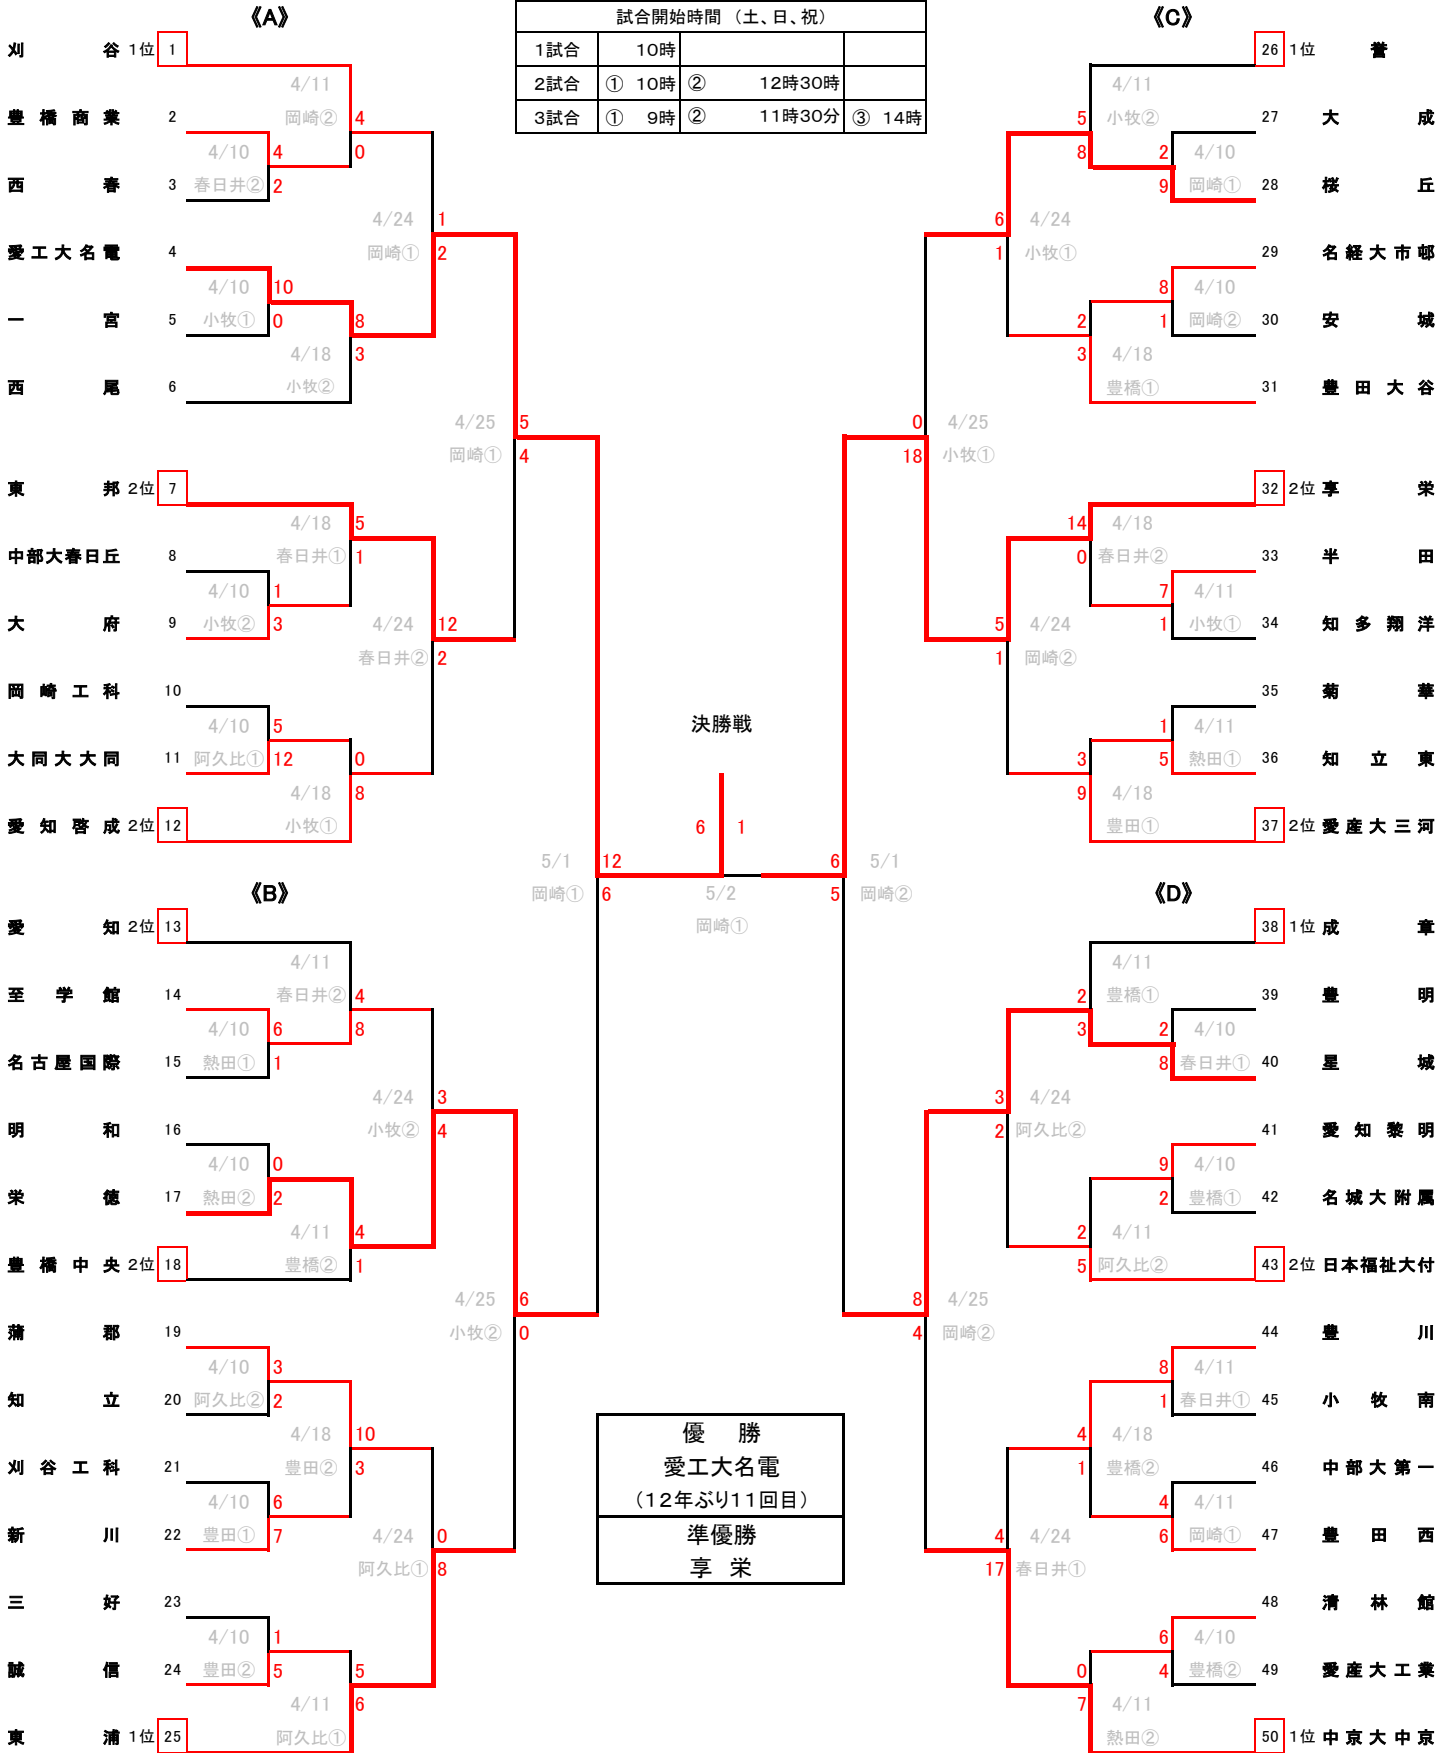 《A》
試合開始時間 (土、日、祝)
1試合 10時
2試合 ① 10時 ② 12時30時
3試合 ① 9時 ② 11時30分 ③ 14時
刈谷 1位 1
4/11
岡崎② 4
豊橋商業 2
4/10 4 0
西春 3 春日井② 2
4/24 1
愛工大名電 4 岡崎① 2
4/10 10
一宮 5 小牧① 0 8
4/18 3
西尾 6 小牧②
4/25 5
岡崎① 4
東邦 2位 7
4/18 5
中部大春日丘 8 春日井① 1
4/10 1
大府 9 小牧② 3
4/24 12
春日井② 2
岡崎工科 10
4/10 5
大同大大同 11 阿久比① 12 0
4/18 8
愛知啓成 2位 12 小牧①
5/1 12
岡崎① 6
《B》
愛知 2位 13
4/11
至学館 14 春日井② 4
4/10 6 8
名古屋国際 15 熱田① 1
4/24 3
明和 16 小牧② 4
4/10 0
栄徳 17 熱田② 2
4/11 4
豊橋中央 2位 18 豊橋② 1
4/25 6
蒲郡 19 小牧② 0
4/10 3
知立 20 阿久比② 2
4/18 10
刈谷工科 21 豊田② 3
4/10 6
新川 22 豊田① 7
4/24 0
阿久比① 8
三好 23
4/10 1
誠信 24 豊田② 5 5
4/11 6
東浦 1位 25 阿久比①
決勝戦
6 1
5/2
岡崎①
優勝
愛工大名電
(12年ぶり11回目)
準優勝
享栄
《C》
26 1位 誉
4/11
5 小牧②
27 大成
8 2 4/10
9 岡崎① 28 桜丘
6 4/24
1 小牧① 29 名経大市邨
8 4/10
2 1 岡崎② 30 安城
3 4/18
豊橋① 31 豊田大谷
0 4/25
18 小牧①
32 2位 享栄
14 4/18
0 春日井② 33 半田
7 4/11
1 小牧① 34 知多翔洋
5 4/24
1 岡崎②
35 菊華
1 4/11
3 5 熱田① 36 知立東
9 4/18
豊田① 37 2位 愛産大三河
6 5/1
5 岡崎②
《D》
38 1位 成章
4/11
2 豊橋① 39 豊明
3 2 4/10
8 春日井① 40 星城
3 4/24
2 阿久比② 41 愛知黎明
9 4/10
2 豊橋① 42 名城大附属
2 4/11
5 阿久比② 43 2位 日本福祉大付
8 4/25
4 岡崎② 44 豊川
8 4/11
1 春日井① 45 小牧南
4 4/18
1 豊橋② 46 中部大第一
4 4/11
6 岡崎① 47 豊田西
4 4/24
17 春日井①
48 清林館
6 4/10
0 4 豊橋② 49 愛産大工業
7 4/11
熱田② 50 1位 中京大中京